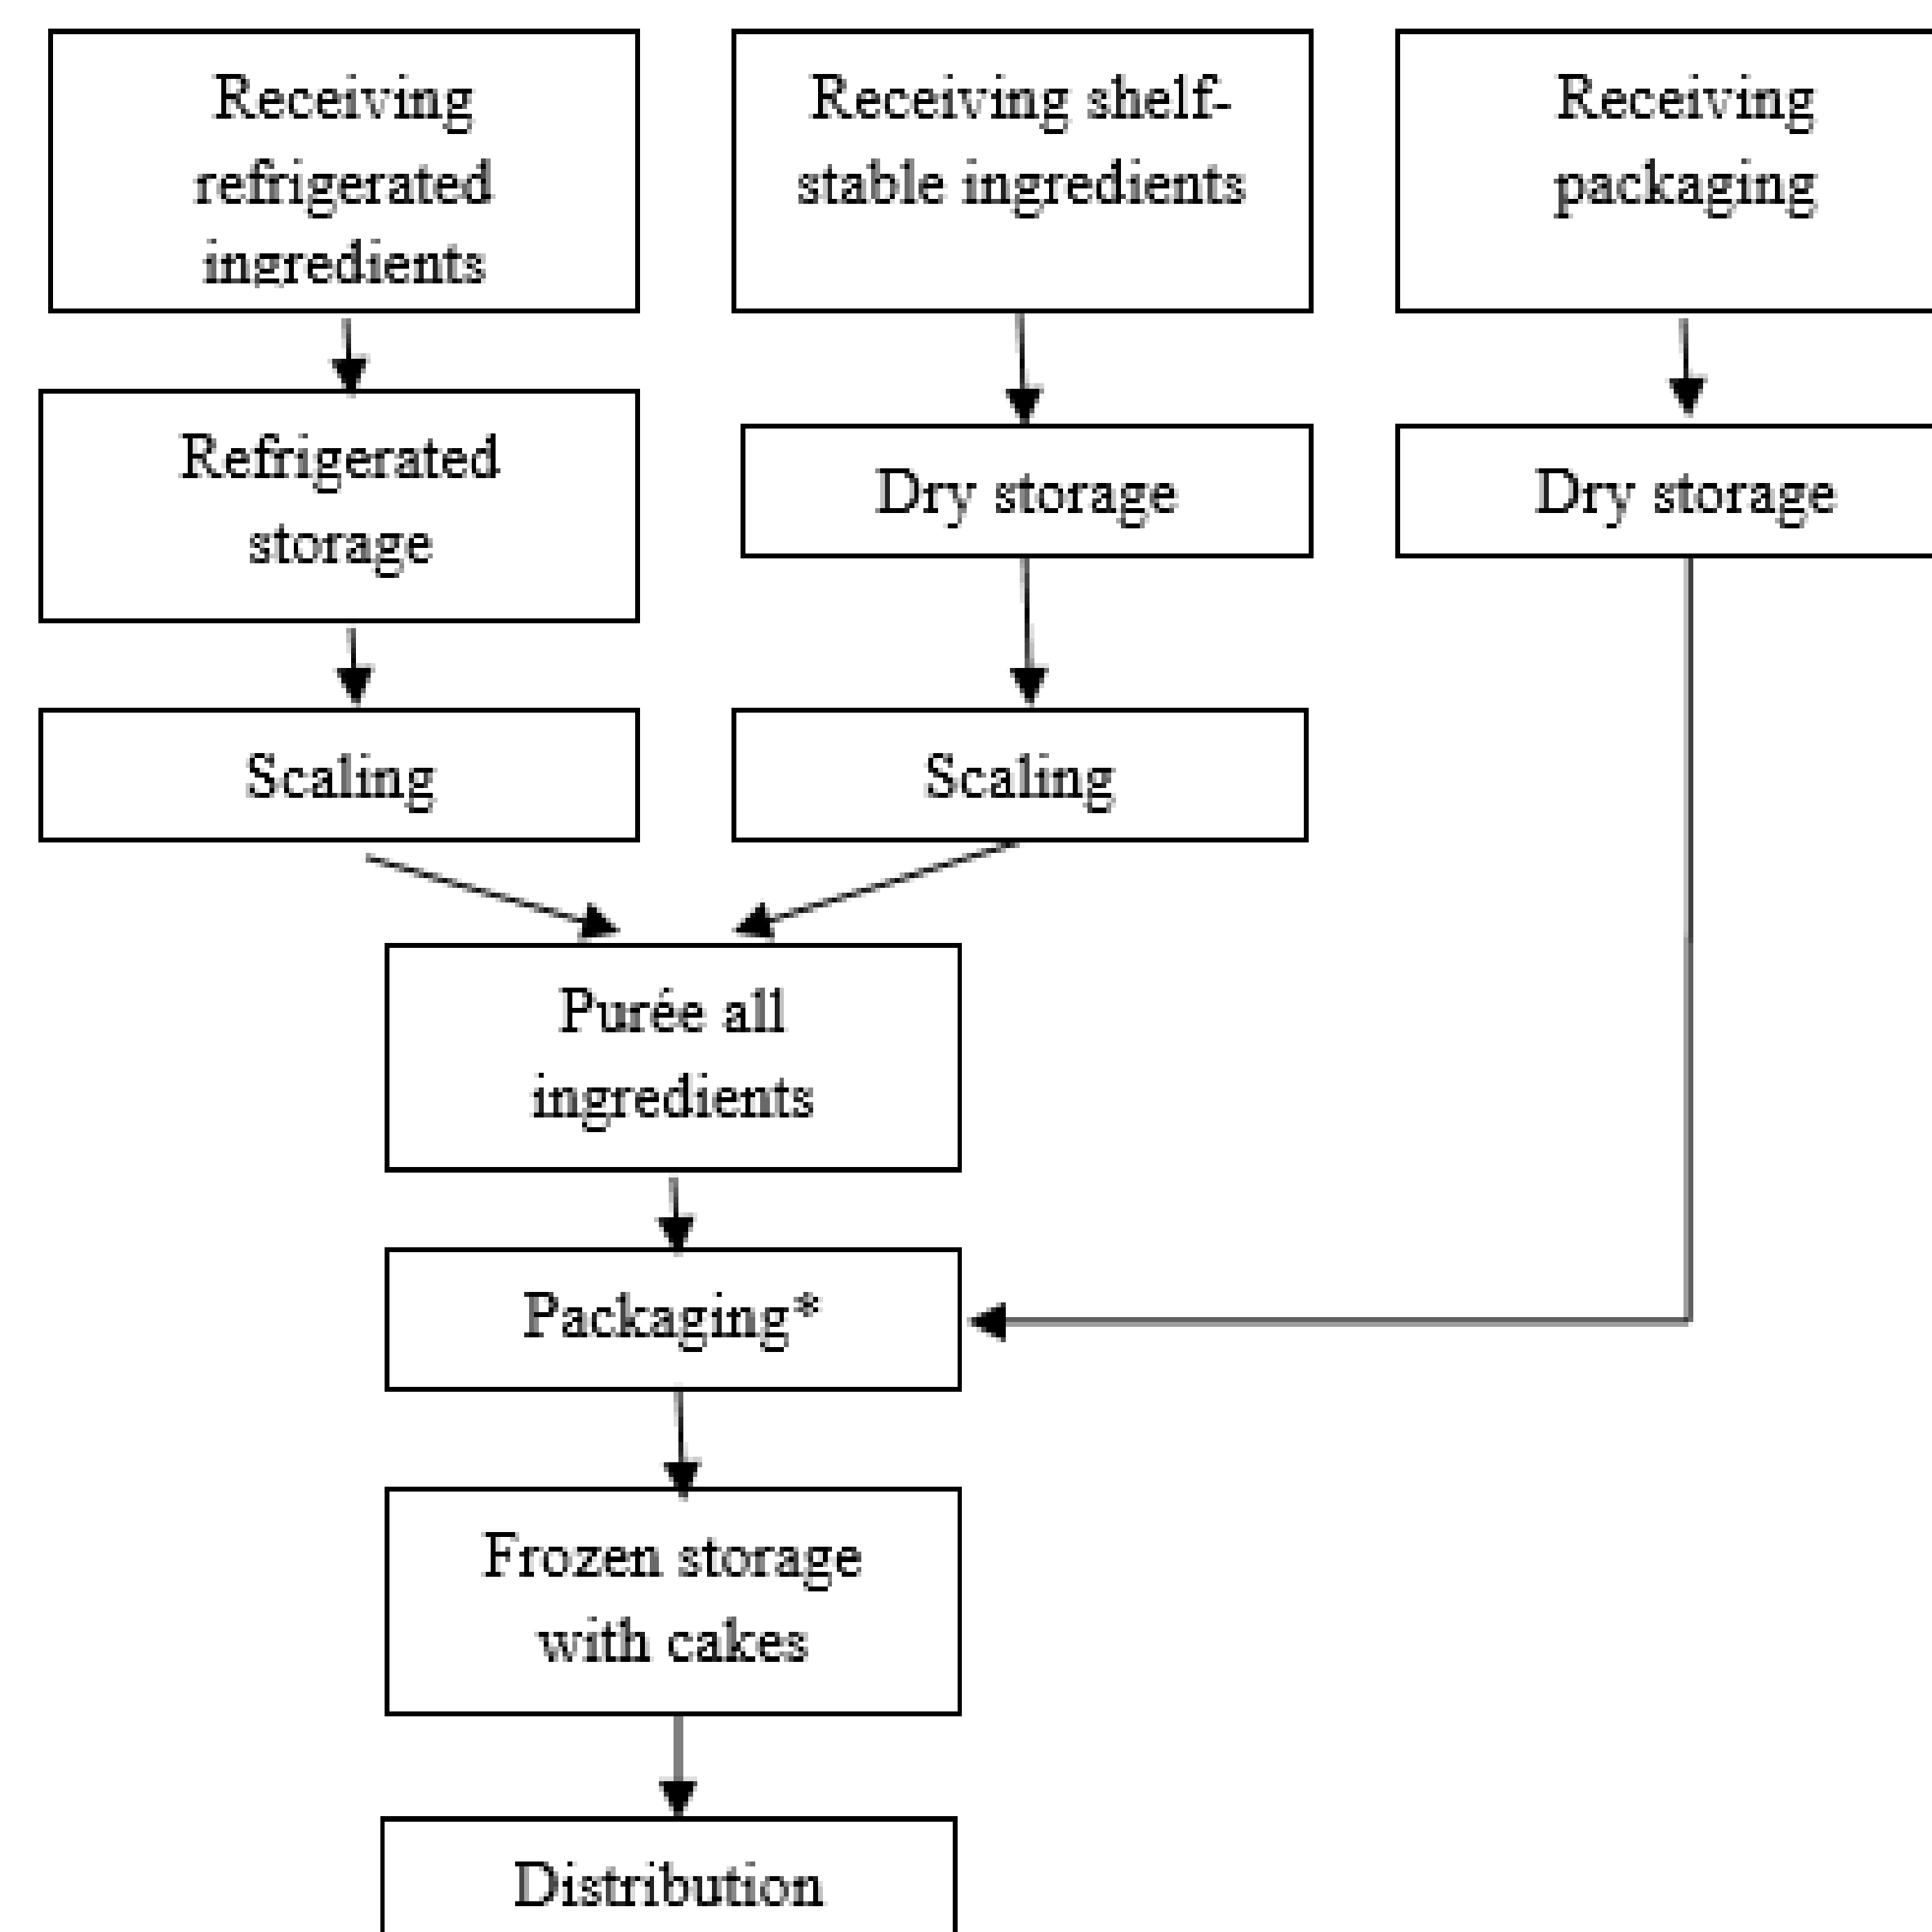 Receiving
refrigerated
ingredients
Receiving shelf-
stable ingredients
Receiving
packaging
Refrigerated
storage
Dry storage
Dry storage
Scaling
Scaling
Purée all
ingredients
Packaging*
Frozen storage
with cakes
Distribution